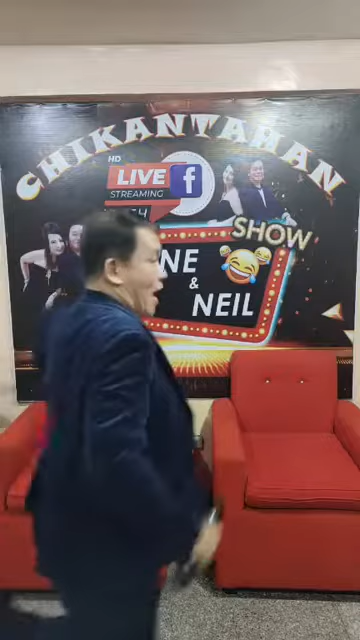 CHIKANTAHAN
HD
LIVE
STREAMING
f
SHOW
NE
&
NEIL